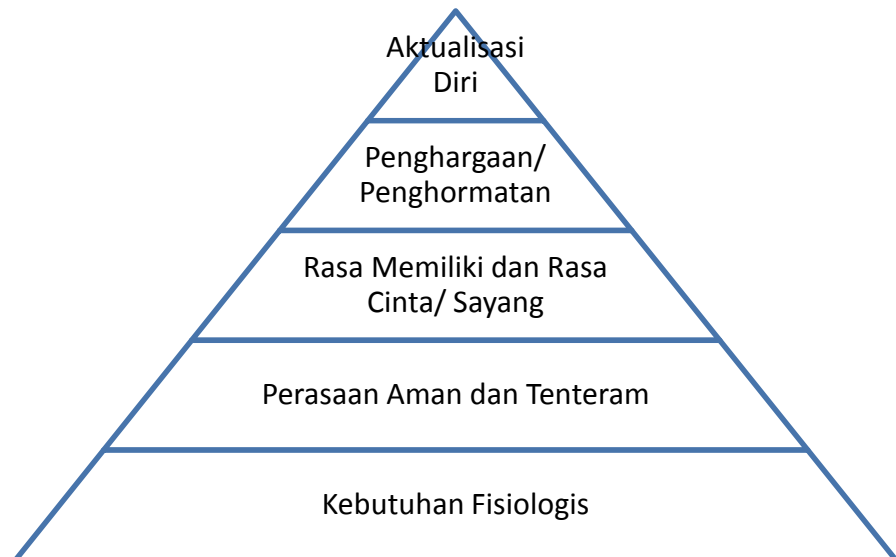 Aktualisasi
Diri
Penghargaan/
Penghormatan
Rasa Memiliki dan Rasa
Cinta/ Sayang
Perasaan Aman dan Tenteram
Kebutuhan Fisiologis